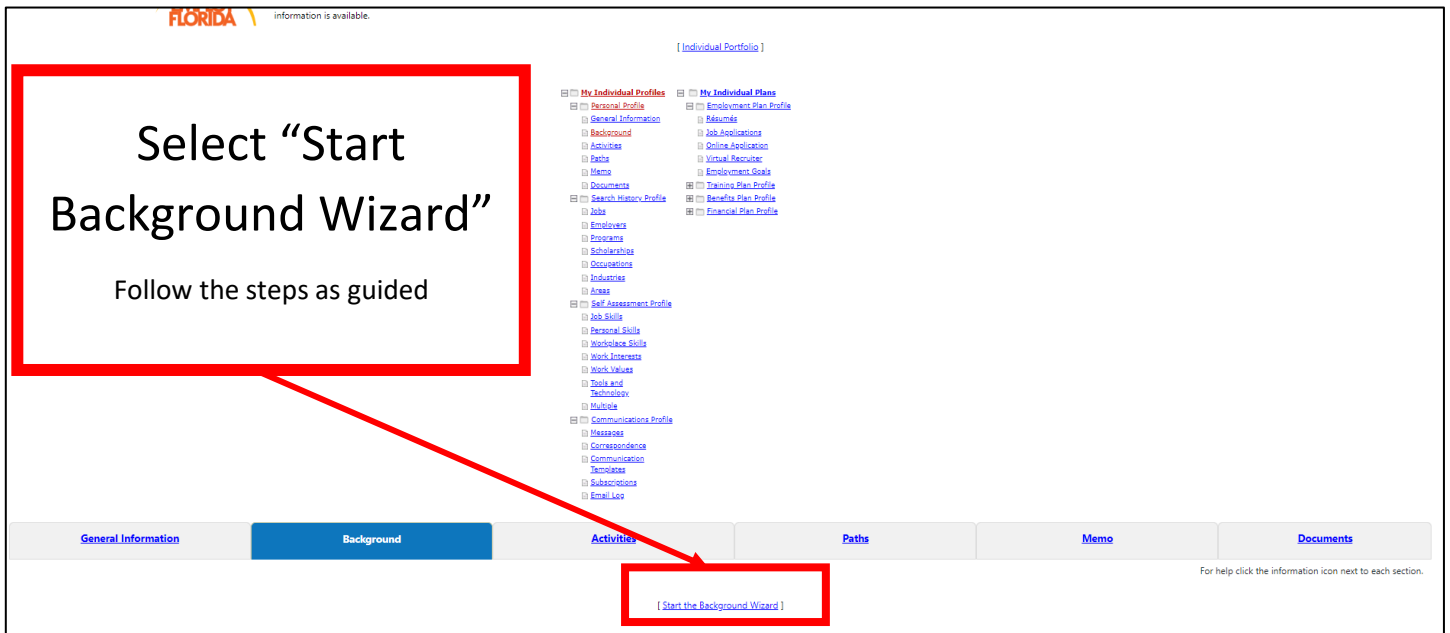 FLORIDA
information is available.
[ Individual Portfolio ]
Select “Start
Background Wizard”
Follow the steps as guided
My Individual Profiles
Personal Profile
General Information
Background
Activities
Paths
Memo
Documents
Search History Profile
Jobs
Employers
Programs
Scholarships
Occupations
Industries
Areas
Self Assessment Profile
Job Skills
Personal Skills
Workplace Skills
Work Interests
Work Values
Tools and
Technology
Multiple
Communications Profile
Messages
Correspondence
Communication
Templates
Subscriptions
Email Log
My Individual Plans
Employment Plan Profile
Résumés
Job Applications
Online Application
Virtual Recruiter
Employment Goals
Training Plan Profile
Benefits Plan Profile
Financial Plan Profile
General Information
Background
Activities
Paths
Memo
Documents
For help click the information icon next to each section.
[ Start the Background Wizard ]